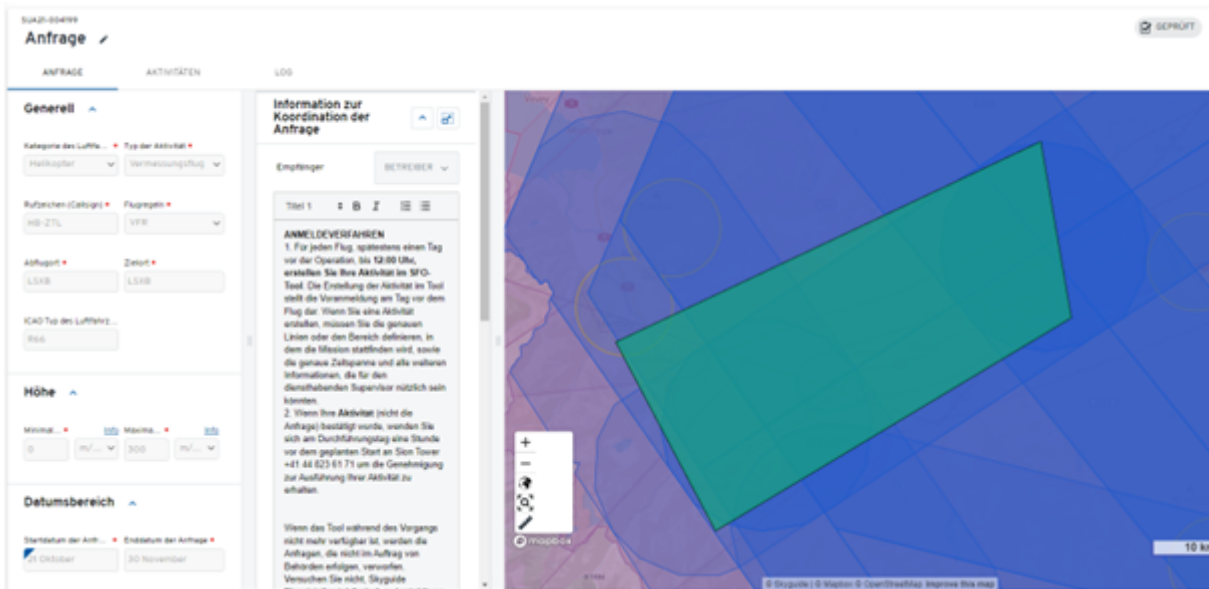 SUA21-004199
Anfrage
GEPRÜFT
ANFRAGE
AKTIVITÄTEN
LOG
Generell
Kategorie des Luftfa... * Typ der Aktivität *
Helikopter
Vermessungsflug
Rufzeichen (Callsign) * Flugregeln *
HB-ZTL
VFR
Abflugort * Zielort *
LSXB
LSXB
ICAO Typ des Luftfahrz...
R66
Höhe
Minimal... * Info Maxima... * Info
0
m/...
300
m/...
Datumsbereich
Startdatum der Anfr... * Enddatum der Anfrage *
21 Oktober
30 November
Information zur
Koordination der
Anfrage
Empfänger
BETREIBER
Titel 1
B I
ANMELDEVERFAHREN
1. Für jeden Flug, spätestens einen Tag
vor der Operation, bis 12:00 Uhr,
erstellen Sie Ihre Aktivität im SFO-
Tool. Die Erstellung der Aktivität im Tool
stellt die Voranmeldung am Tag vor dem
Flug dar. Wenn Sie eine Aktivität
erstellen, müssen Sie die genauen
Linien oder den Bereich definieren, in
dem die Mission stattfinden wird, sowie
die genaue Zeitspanne und alle weiteren
Informationen, die für den
diensthabenden Supervisor nützlich sein
könnten.
2. Wenn Ihre Aktivität (nicht die
Anfrage) bestätigt wurde, wenden Sie
sich am Durchführungstag eine Stunde
vor dem geplanten Start an Sion Tower
+41 44 623 61 71 um die Genehmigung
zur Ausführung Ihrer Aktivität zu
erhalten.
Wenn das Tool während des Vorgangs
nicht mehr verfügbar ist, werden die
Anfragen, die nicht im Auftrag von
Behörden erfolgen, verworfen.
Versuchen Sie nicht, Skyguide
mapbox
10 k
© Skyguide | © Mapbox © OpenStreetMap Improve this map